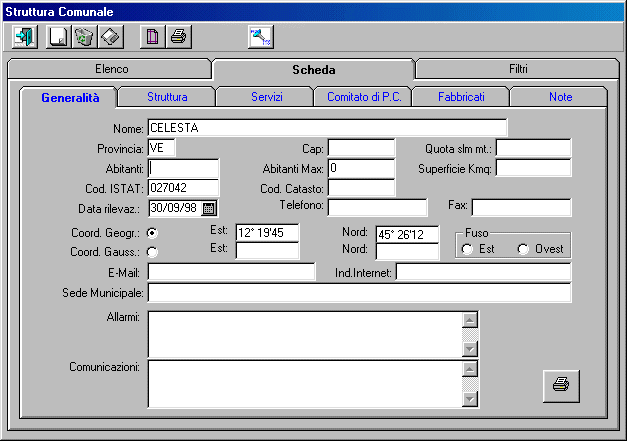 Struttura Comunale
Elenco Scheda Filtri
Generalità Struttura Servizi Comitato di P.C. Fabbricati Note
Nome: CELESTA
Provincia: VE Cap: Quota slm mt.:
Abitanti: Abitanti Max: 0 Superficie Kmq:
Cod. ISTAT: 027042 Cod. Catasto:
Data rilevaz.: 30/09/98 Telefono: Fax:
Coord. Geogr.: Est: 12° 19'45 Nord: 45° 26'12 Fuso
Coord. Gauss.: Est: Nord: Est Ovest
E-Mail: Ind.Internet:
Sede Municipale:
Allarmi:
Comunicazioni: